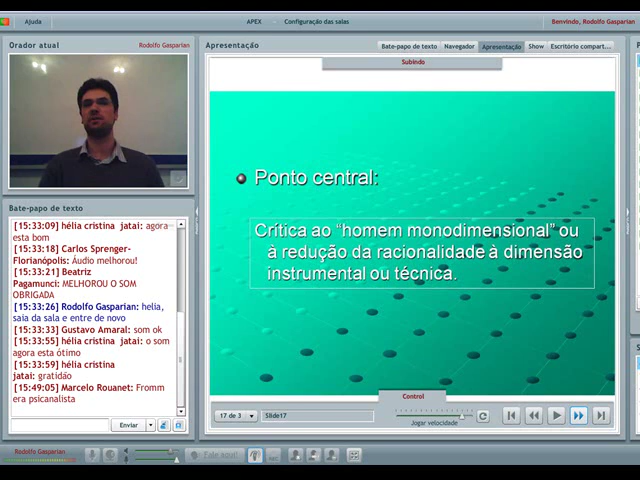 Ajuda
APEX - Configuração das salas
Benvindo, Rodolfo Gasparian
Orador atual
Rodolfo Gasparian
Apresentação
Bate-papo de texto
Navegador
Apresentação
Show
Escritório compart...
Subindo
Ponto central:
Crítica ao “homem monodimensional” ou
à redução da racionalidade à dimensão
instrumental ou técnica.
Bate-papo de texto
[15:33:09] hélia cristina jatai: agora
esta bom
[15:33:18] Carlos Sprenger-
Florianópolis: Áudio melhorou!
[15:33:21] Beatriz
Pagamunci: MELHOROU O SOM
OBRIGADA
[15:33:26] Rodolfo Gasparian: helia,
saia da sala e entre de novo
[15:33:33] Gustavo Amaral: som ok
[15:33:55] hélia cristina jatai: o som
agora esta ótimo
[15:33:59] hélia cristina
jatai: gratidão
[15:49:05] Marcelo Rouanet: Fromm
era psicanalista
Enviar
Control
17 de 3
Slide17
Jogar velocidade
Rodolfo Gasparian
Fale aqui!